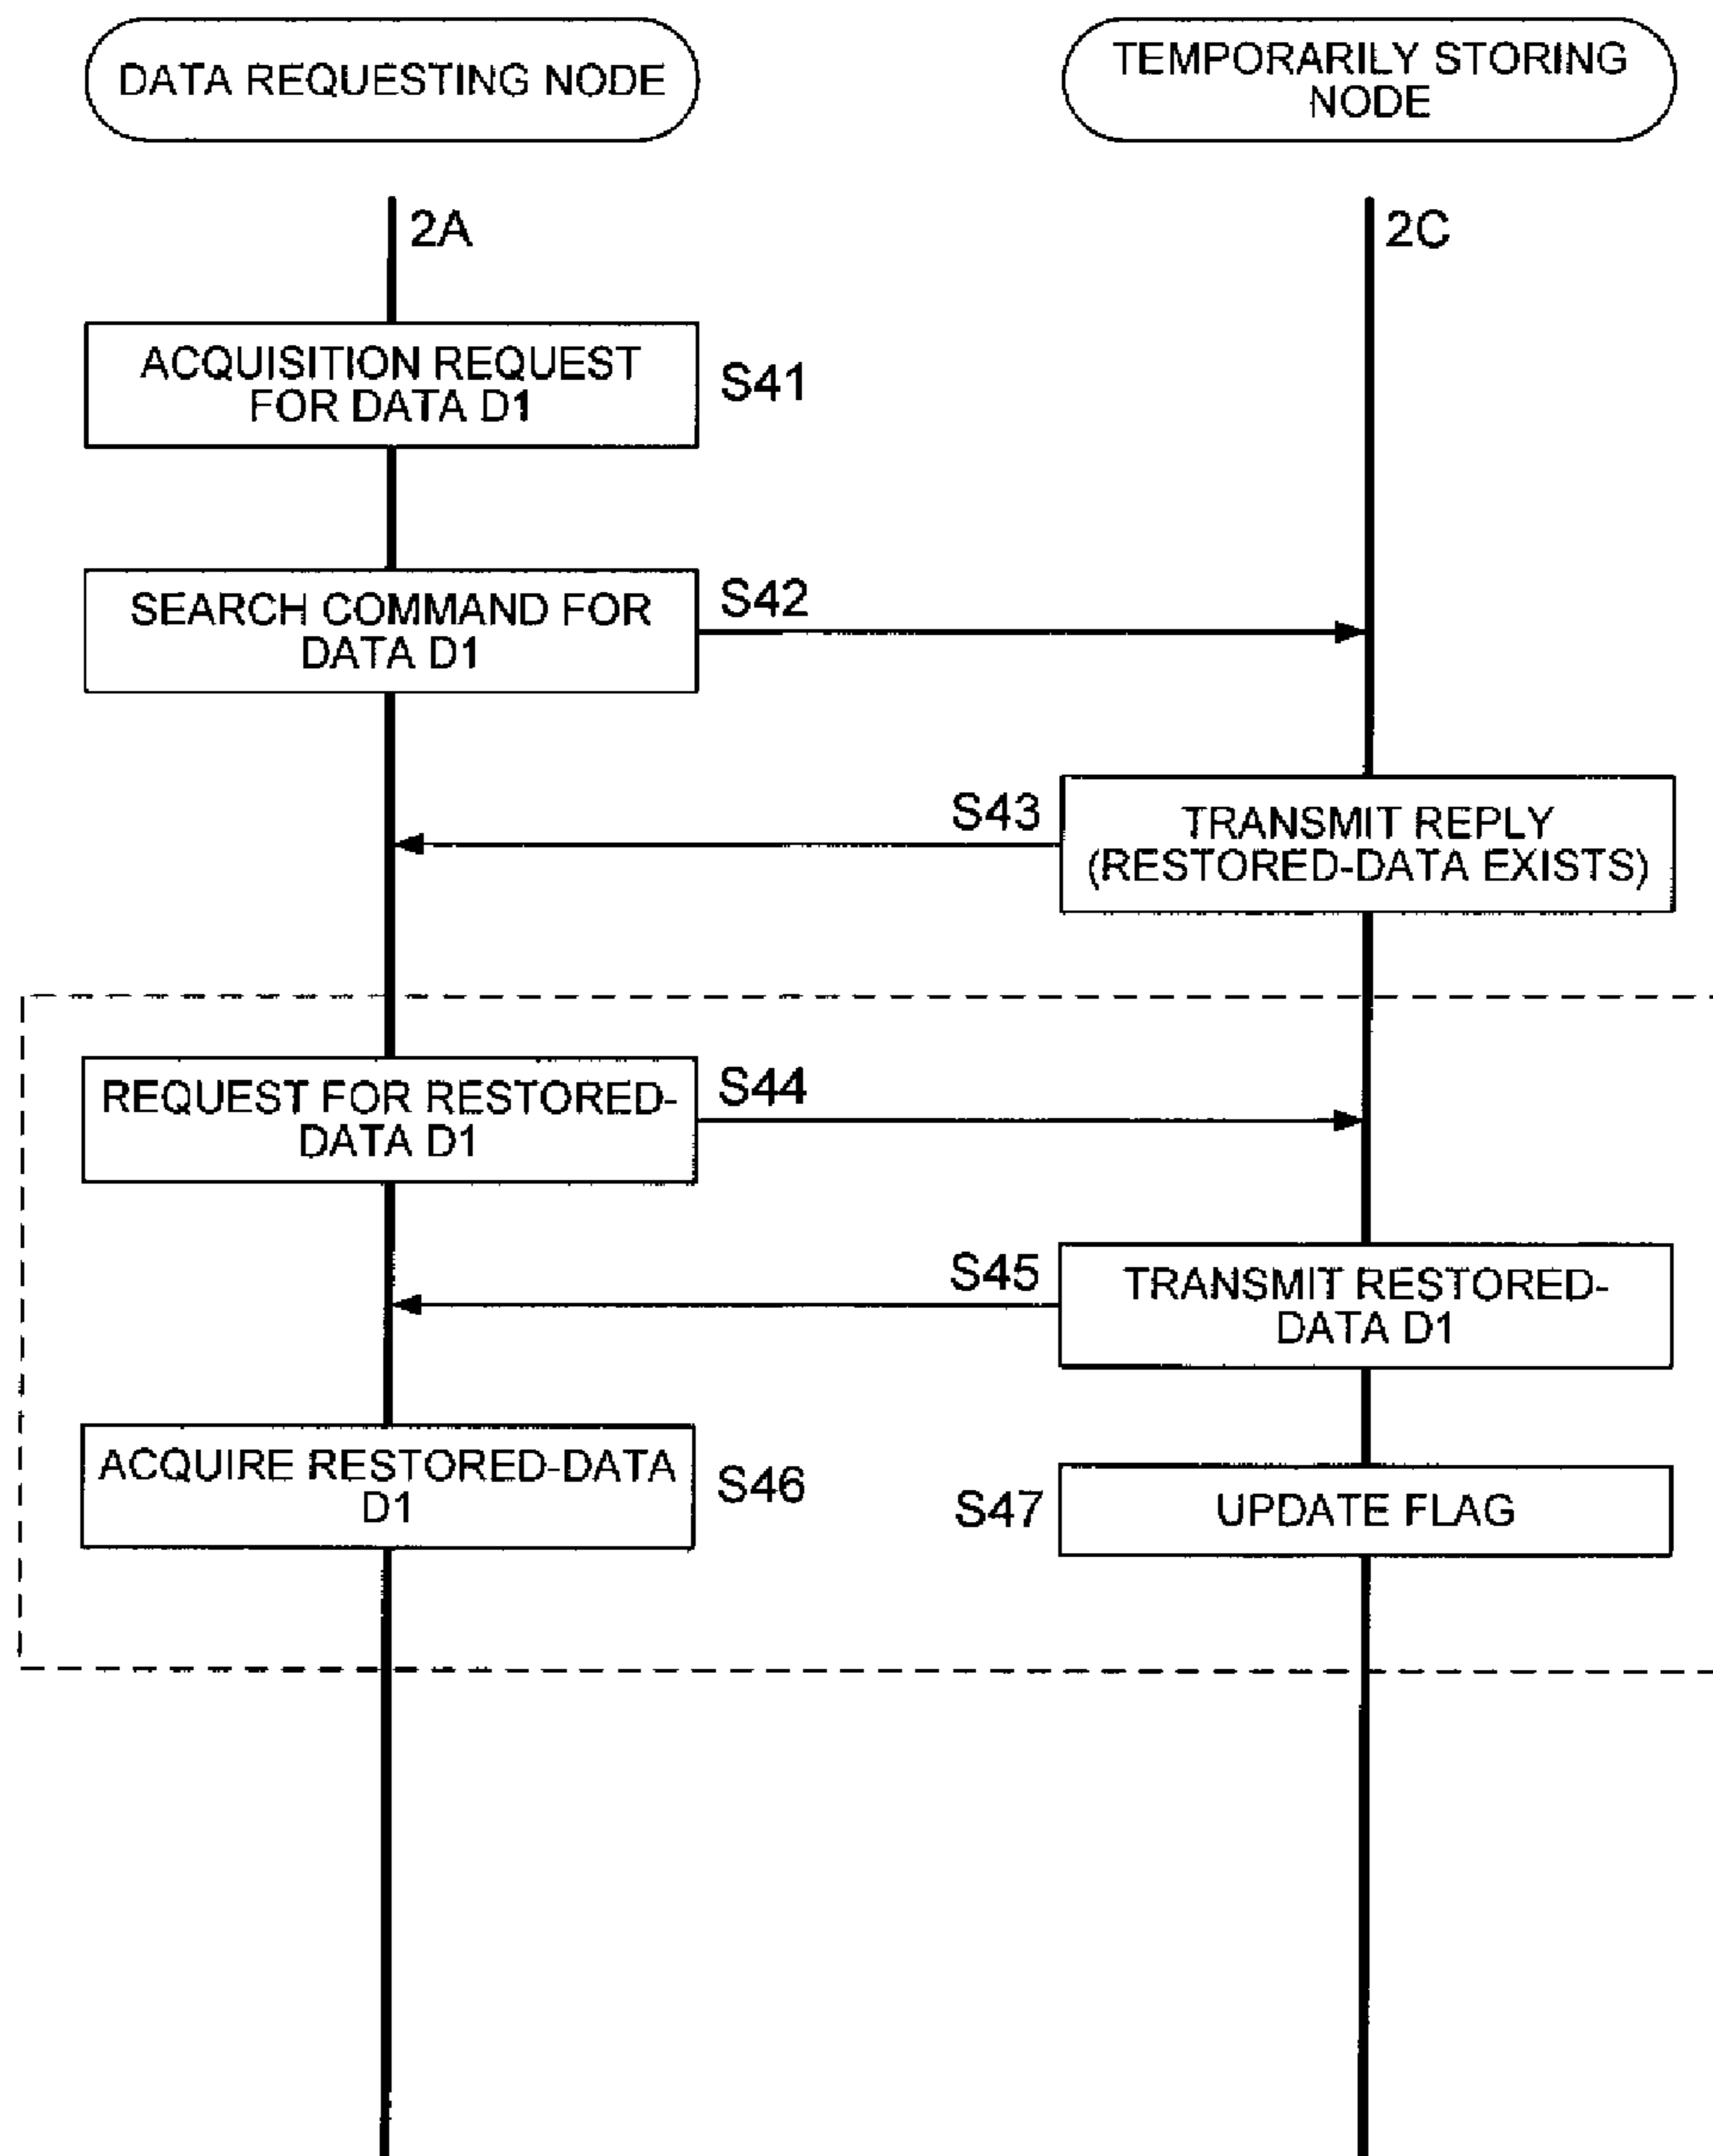 DATA REQUESTING NODE
TEMPORARILY STORING
NODE
2A
2C
ACQUISITION REQUEST
FOR DATA D1
S41
SEARCH COMMAND FOR
DATA D1
S42
S43
TRANSMIT REPLY
(RESTORED-DATA EXISTS)
REQUEST FOR RESTORED-
DATA D1
S44
S45
TRANSMIT RESTORED-
DATA D1
ACQUIRE RESTORED-DATA
D1
S46
S47
UPDATE FLAG